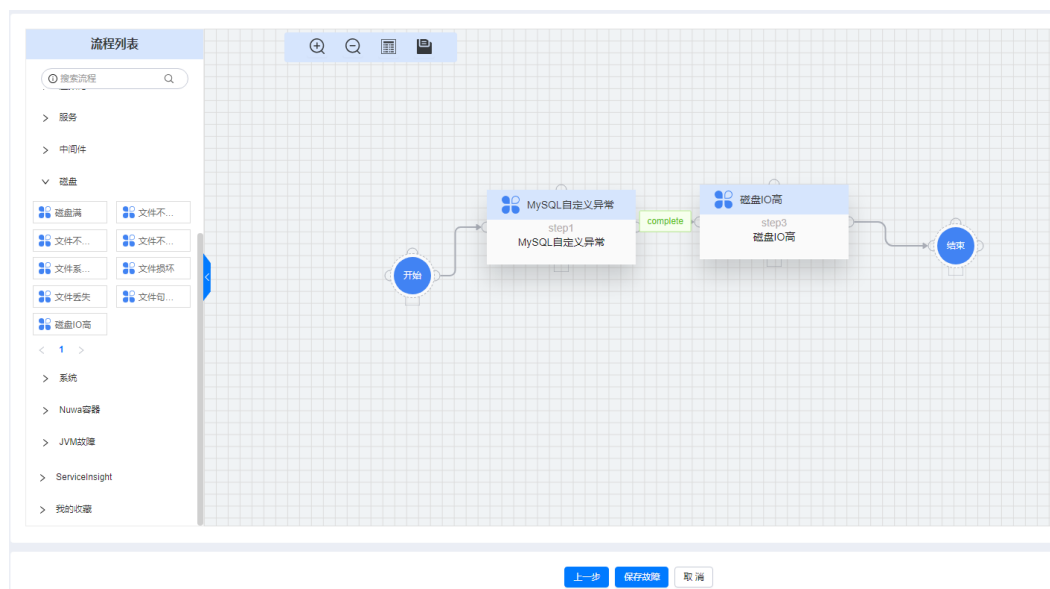 流程列表
搜索流程
服务
中间件
磁盘
磁盘满
文件不...
文件不...
文件不...
文件系...
文件损坏
文件丢失
文件句...
磁盘IO高
1
系统
Nuwa容器
JVM故障
ServiceInsight
我的收藏
开始
MySQL自定义异常
step1
MySQL自定义异常
complete
磁盘IO高
step3
磁盘IO高
结束
上一步
保存故障
取消